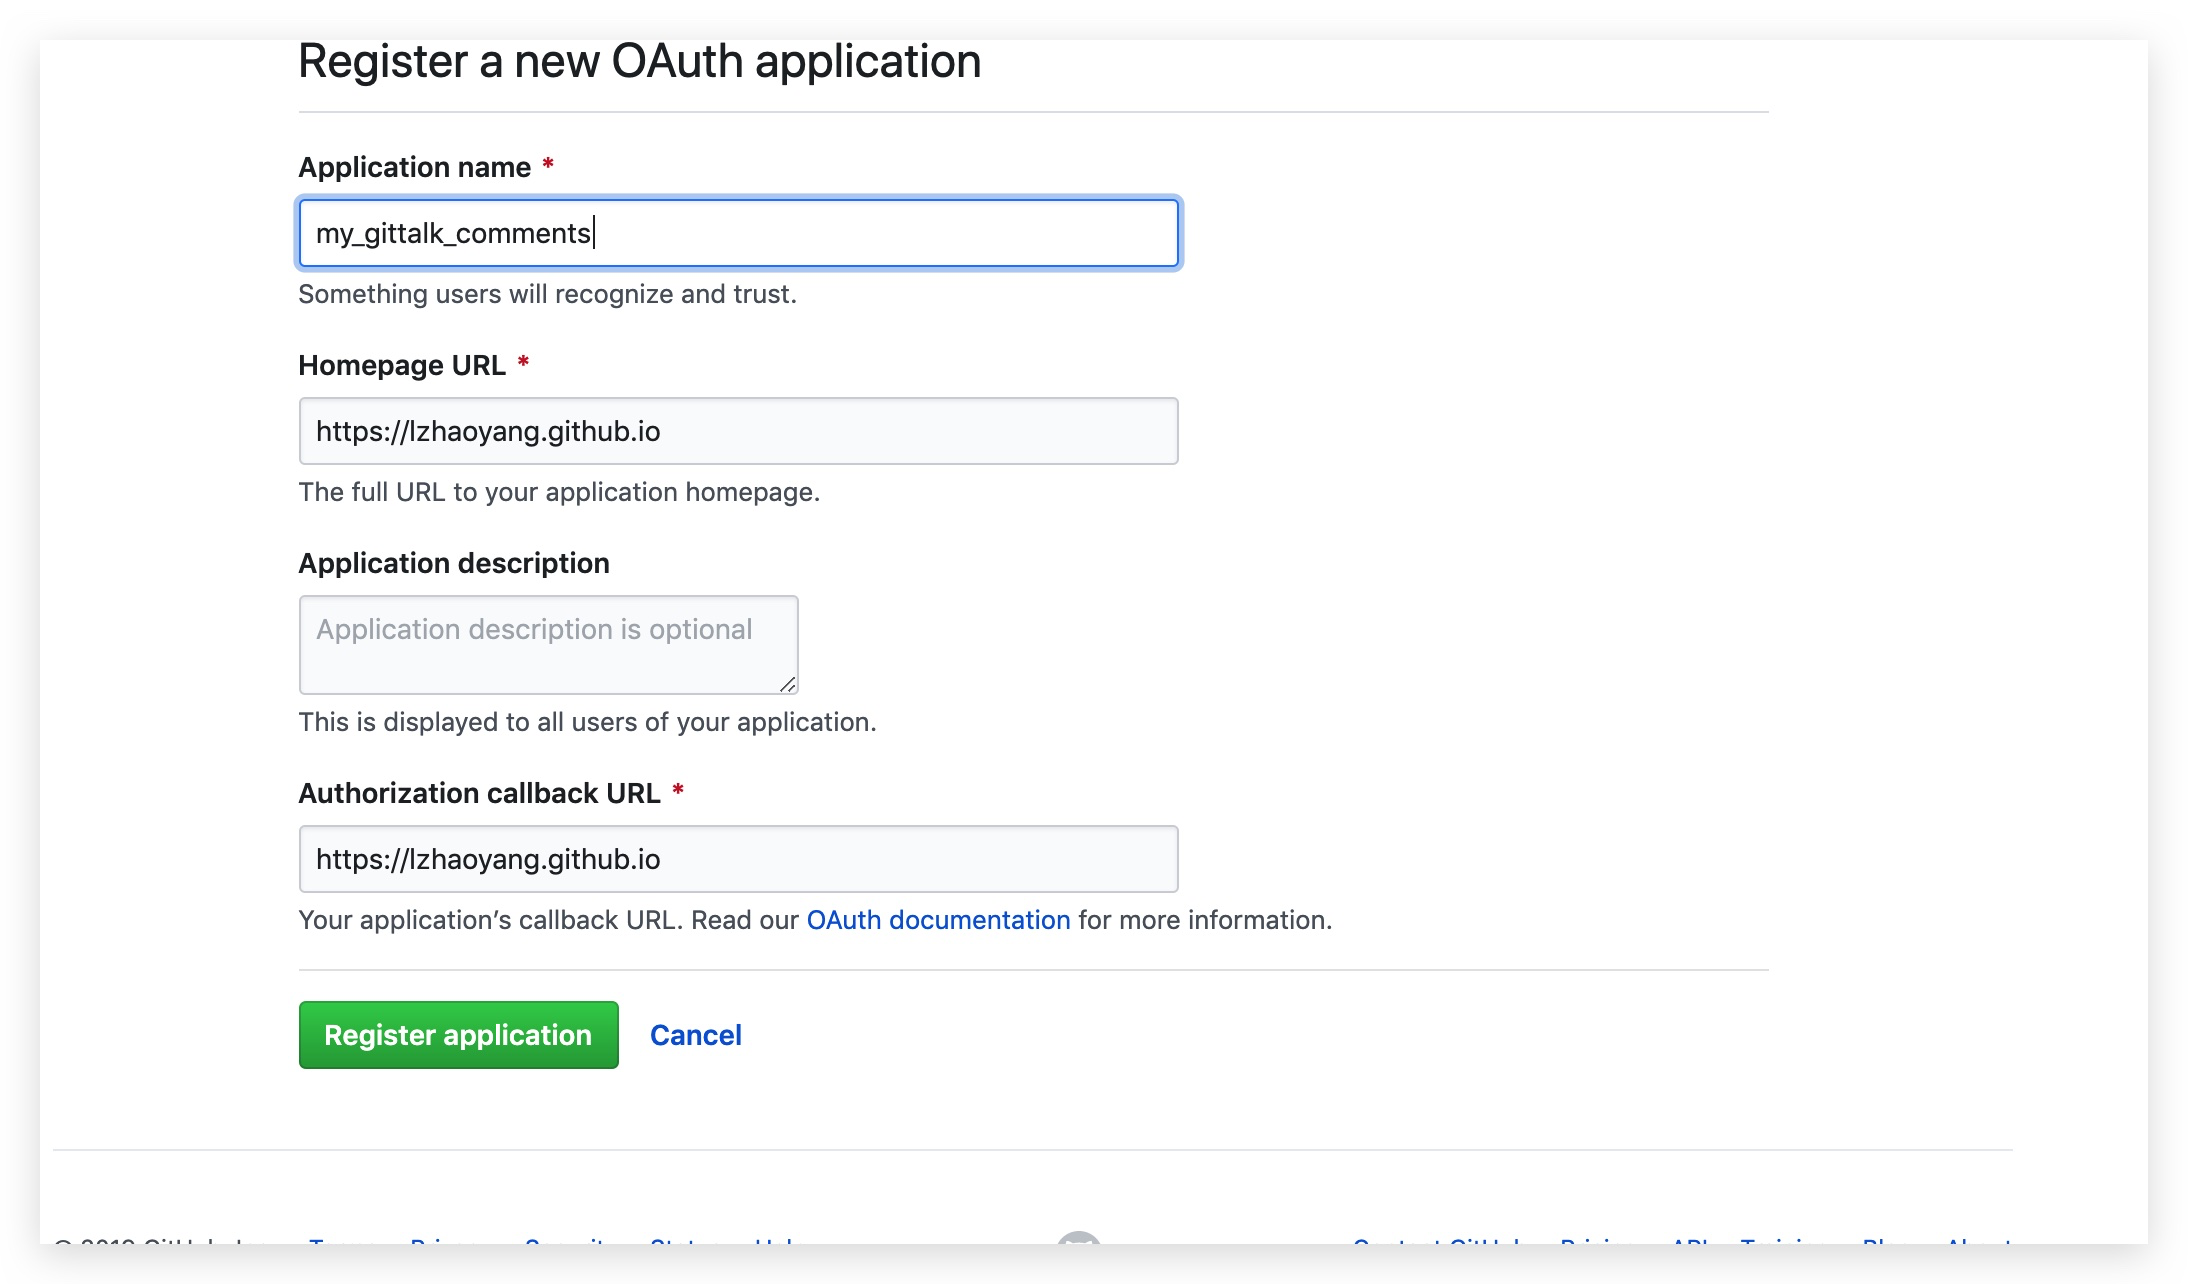 Register a new OAuth application
Application name *
my_gittalk_comments
Something users will recognize and trust.
Homepage URL *
https://lzhaoyang.github.io
The full URL to your application homepage.
Application description
Application description is optional
This is displayed to all users of your application.
Authorization callback URL *
https://lzhaoyang.github.io
Your application’s callback URL. Read our OAuth documentation for more information.
Register application Cancel